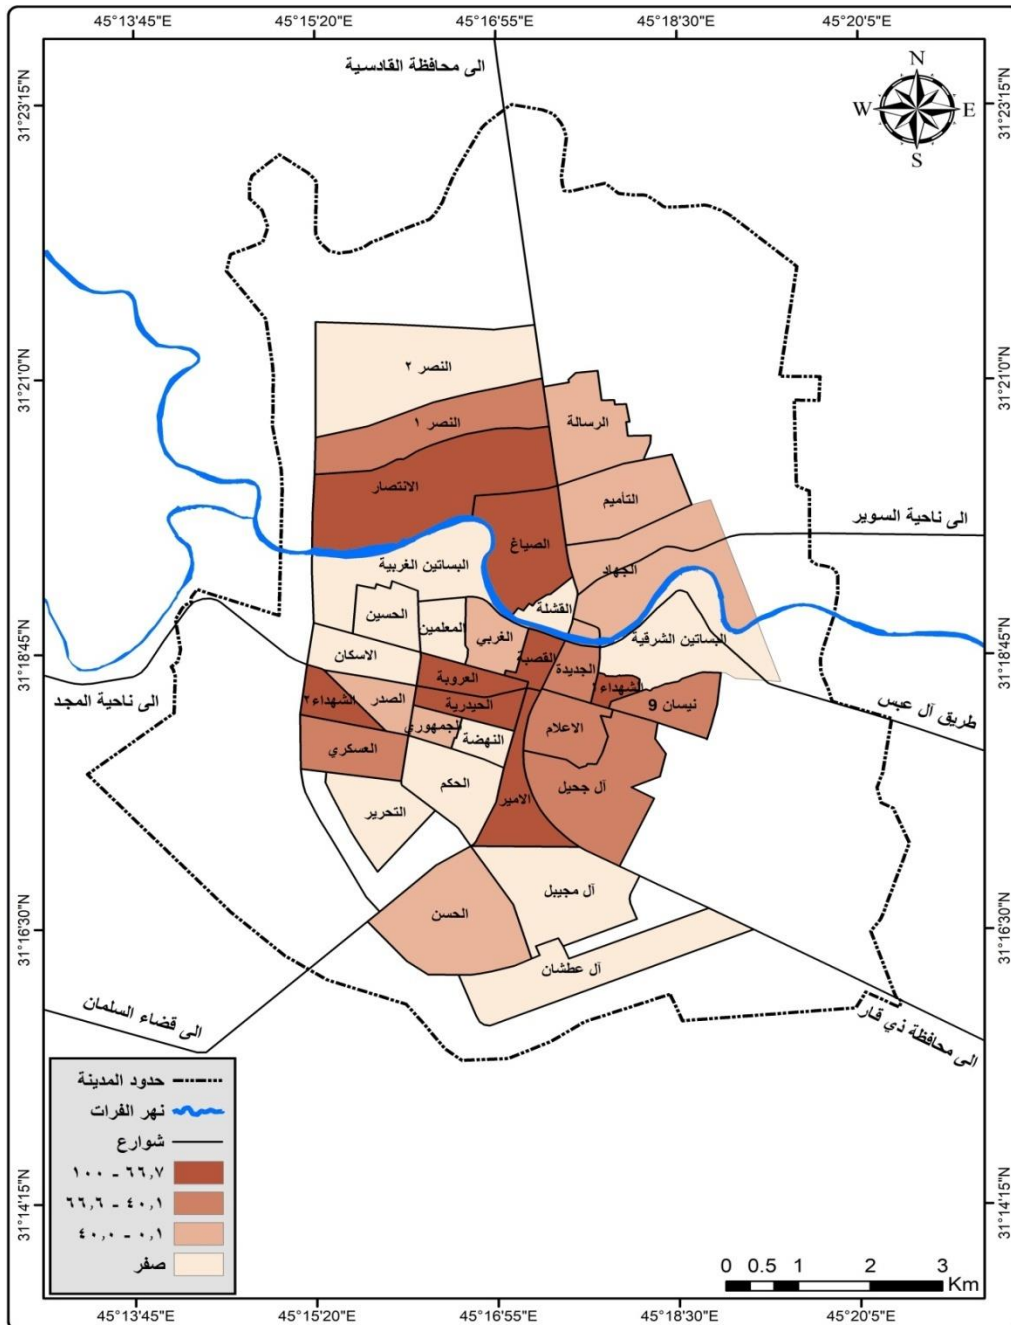 45°13'45"E
45°15'20"E
45°16'55"E
45°18'30"E
45°20'5"E
31°23'15"N
31°23'15"N
الى محافظة القادسية
N
W
E
S
31°21'0"N
31°21'0"N
النصر ٢
النصر ١
الرسالة
الانتصار
التأميم
الى ناحية السوير
الصياغ
الجهاد
البساتين الغربية
القشلة
الحسين
المعلمين
الغربي
البساتين الشرقية
31°18'45"N
31°18'45"N
الاسكان
القصبة
الجديدة
العروبة
الشهداء ١
نيسان 9
الى ناحية المجد
الشهداء ٢
الصدر
الحيدرية
طريق آل عبس
الجمهوري
النهضة
الاعلام
العسكري
الحكم
الامير
آل جحيل
التحرير
آل مجيبل
الحسن
31°16'30"N
31°16'30"N
آل عطشان
الى قضاء السلمان
الى محافظة ذي قار
حدود المدينة
نهر الفرات
شوارع
٦٦,٧ - ١٠٠
٤٠,١ - ٦٦,٦
٠,١ - ٤٠,٠
صفر
31°14'15"N
31°14'15"N
0 0.5 1 2 3
Km
45°13'45"E
45°15'20"E
45°16'55"E
45°18'30"E
45°20'5"E